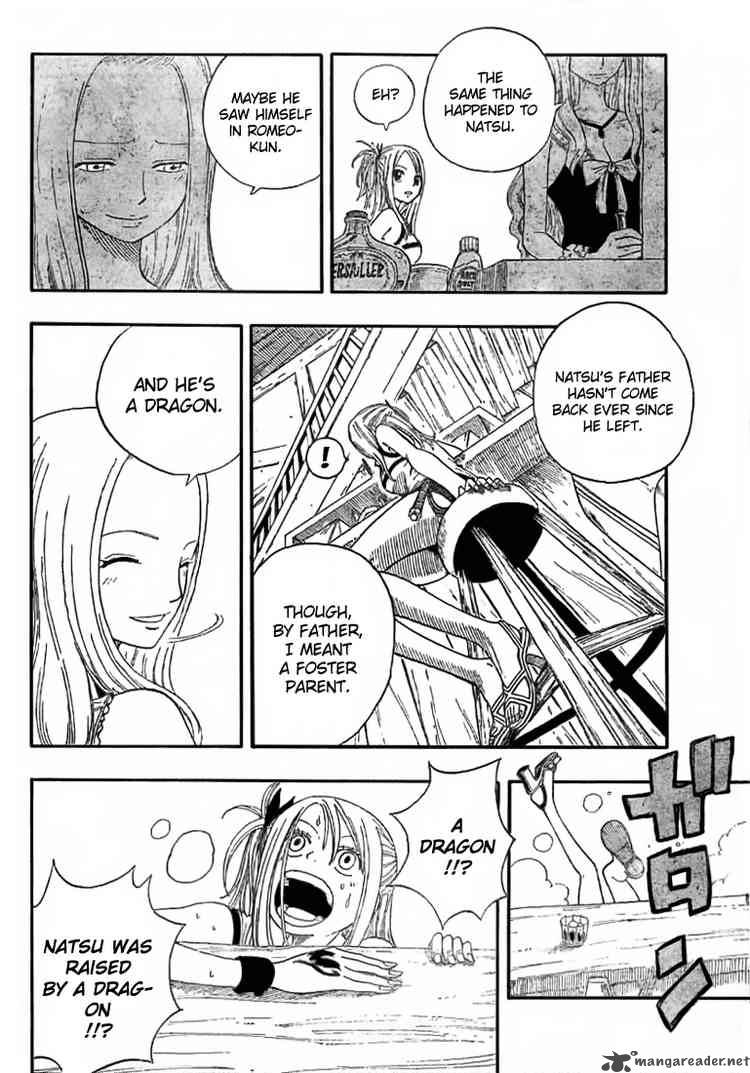 THE
SAME THING
HAPPENED TO
NATSU.
EH?
MAYBE HE
SAW HIMSELF
IN ROMEO-
KUN.
NATSU'S FATHER
HASN'T COME
BACK EVER SINCE
HE LEFT.
!
THOUGH,
BY FATHER,
I MEANT
A FOSTER
PARENT.
AND HE'S
A DRAGON.
ガ
ロ
ン
A
DRAGON
!!?
NATSU WAS
RAISED
BY A DRAG-
ON
!!?
mangareader.net